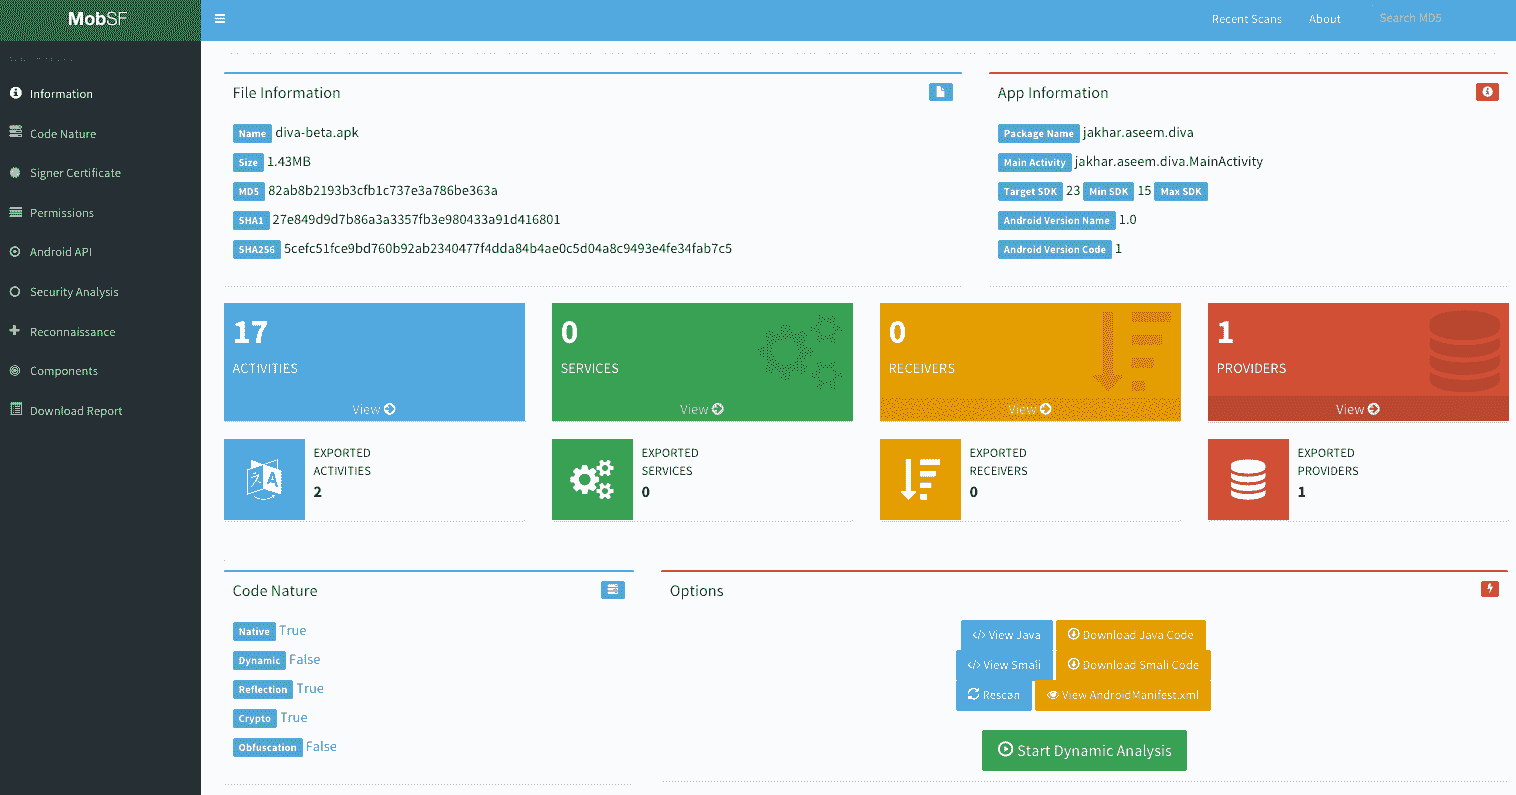 MobSF
Recent Scans About Search MD5
Information
Code Nature
Signer Certificate
Permissions
Android API
Security Analysis
Reconnaissance
Components
Download Report
File Information
Name diva-beta.apk
Size 1.43MB
MD5 82ab8b2193b3cfb1c737e3a786be363a
SHA1 27e849d9d7b86a3a3357fb3e980433a91d416801
SHA256 5cefc51fce9bd760b92ab2340477f4dda84b4ae0c5d04a8c9493e4fe34fab7c5
App Information
Package Name jakhar.aseem.diva
Main Activity jakhar.aseem.diva.MainActivity
Target SDK 23 Min SDK 15 Max SDK
Android Version Name 1.0
Android Version Code 1
17
ACTIVITIES
View
0
SERVICES
View
0
RECEIVERS
View
1
PROVIDERS
View
EXPORTED
ACTIVITIES
2
EXPORTED
SERVICES
0
EXPORTED
RECEIVERS
0
EXPORTED
PROVIDERS
1
Code Nature
Native True
Dynamic False
Reflection True
Crypto True
Obfuscation False
Options
View Java Download Java Code
View Smali Download Smali Code
Rescan View AndroidManifest.xml
Start Dynamic Analysis